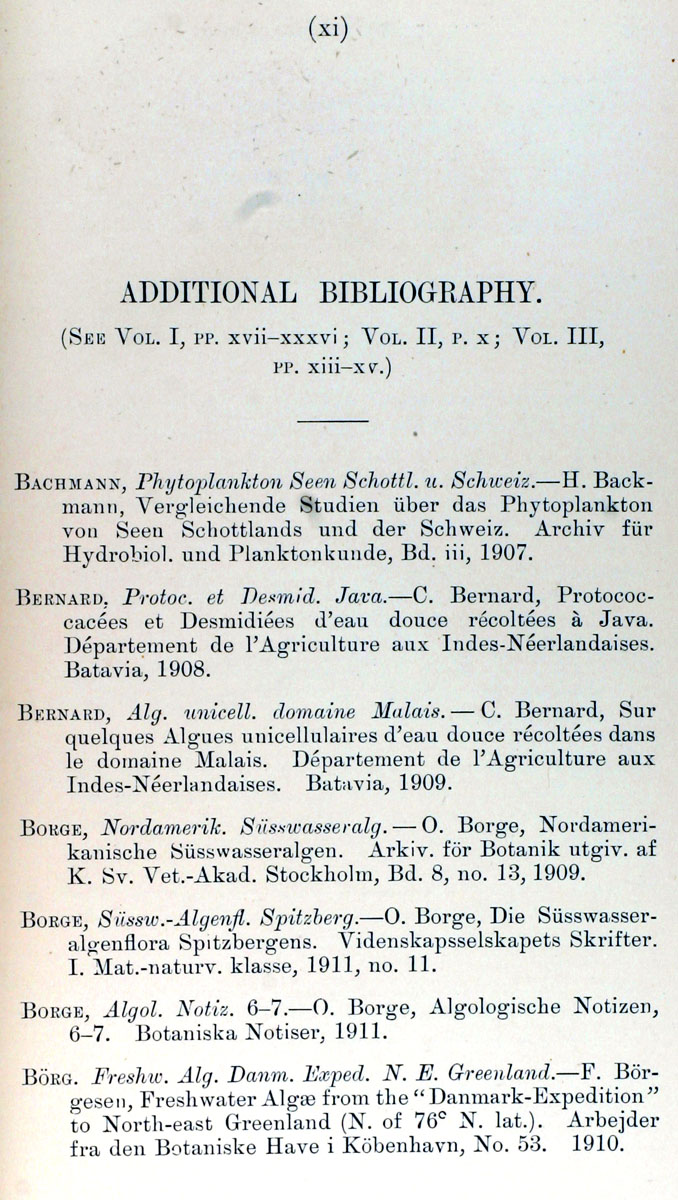 (xi)
ADDITIONAL BIBLIOGRAPHY.
(See Vol. I, pp. xvii–xxxvi; Vol. II, p. x; Vol. III,
pp. xiii–xv.)
Bachmann, Phytoplankton Seen Schottl. u. Schweiz.—H. Back-
mann, Vergleichende Studien über das Phytoplankton
von Seen Schottlands und der Schweiz. Archiv für
Hydrobiol. und Planktonkunde, Bd. iii, 1907.
Bernard, Protoc. et Desmid. Java.—C. Bernard, Protococ-
cacées et Desmidiées d'eau douce récoltées à Java.
Département de l'Agriculture aux Indes-Néerlandaises.
Batavia, 1908.
Bernard, Alg. unicell. domaine Malais.—C. Bernard, Sur
quelques Algues unicellulaires d'eau douce récoltées dans
le domaine Malais. Département de l'Agriculture aux
Indes-Néerlandaises. Batavia, 1909.
Borge, Nordamerik. Süsswasseralg.—O. Borge, Nordameri-
kanische Süsswasseralgen. Arkiv. för Botanik utgiv. af
K. Sv. Vet.-Akad. Stockholm, Bd. 8, no. 13, 1909.
Borge, Süssw.-Algenfl. Spitzberg.—O. Borge, Die Süsswasser-
algenflora Spitzbergens. Videnskapsselskapets Skrifter.
I. Mat.-naturv. klasse, 1911, no. 11.
Borge, Algol. Notiz. 6–7.—O. Borge, Algologische Notizen,
6–7. Botaniska Notiser, 1911.
Börg. Freshw. Alg. Danm. Exped. N. E. Greenland.—F. Bör-
gesen, Freshwater Algæ from the "Danmark-Expedition"
to North-east Greenland (N. of 76° N. lat.). Arbejder
fra den Botaniske Have i Köbenhavn, No. 53. 1910.